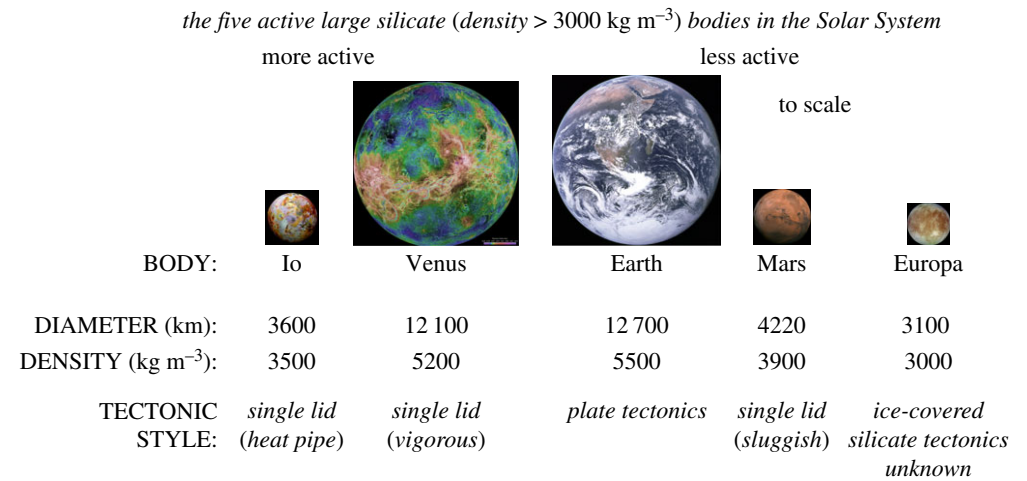 the five active large silicate (density > 3000 kg m⁻³) bodies in the Solar System
more active less active
to scale
BODY: Io Venus Earth Mars Europa
DIAMETER (km): 3600 12 100 12 700 4220 3100
DENSITY (kg m⁻³): 3500 5200 5500 3900 3000
TECTONIC single lid single lid plate tectonics single lid ice-covered
STYLE: (heat pipe) (vigorous) (sluggish) silicate tectonics
unknown